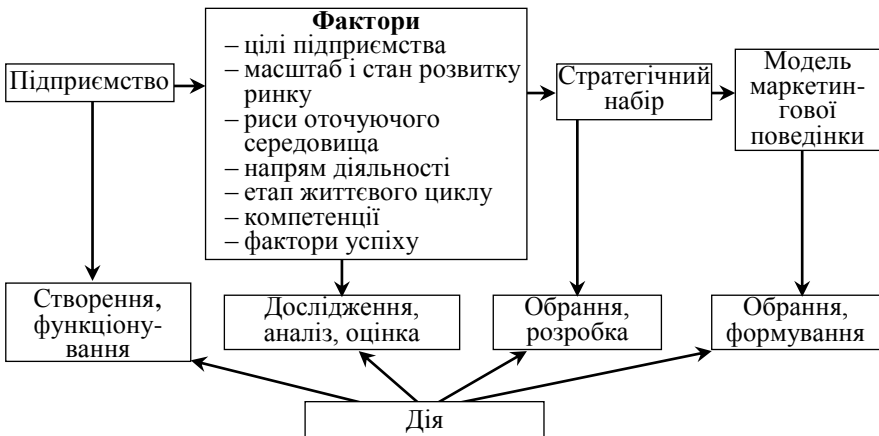 Підприємство
Фактори
– цілі підприємства
– масштаб і стан розвитку
ринку
– риси оточуючого
середовища
– напрям діяльності
– етап життєвого циклу
– компетенції
– фактори успіху
Стратегічний
набір
Модель
маркетин-
гової
поведінки
Створення,
функціону-
вання
Дослідження,
аналіз, оцінка
Обрання,
розробка
Обрання,
формування
Дія